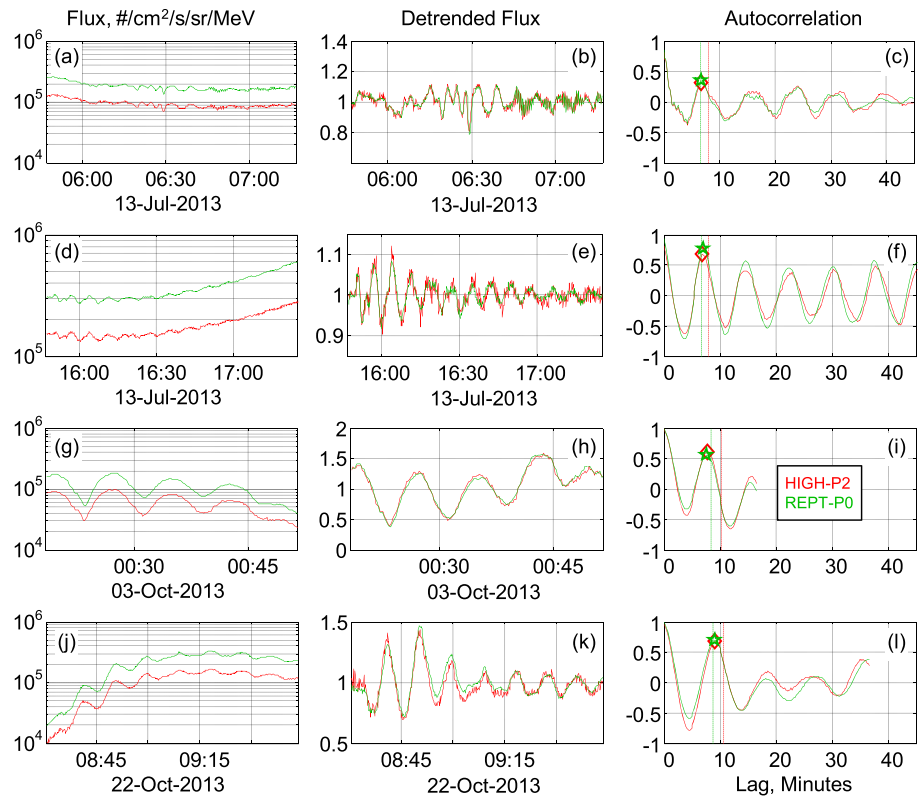 Flux, #/cm²/s/sr/MeV Detrended Flux Autocorrelation
10⁶ (a) 1.4 (b) 1 (c)
10⁵ 1.2 1 0.8 0.5 0 -0.5
10⁴ -1
06:00 06:30 07:00 06:00 06:30 07:00 0 10 20 30 40
13-Jul-2013 13-Jul-2013
10⁶ (d) 1.1 (e) 1 (f)
1 0.5 0 -0.5
10⁵ 0.9 -1
16:00 16:30 17:00 16:00 16:30 17:00 0 10 20 30 40
13-Jul-2013 13-Jul-2013
10⁶ (g) 2 (h) 1 (i)
10⁵ 1.5 1 0.5 0.5 0 -0.5
HIGH-P2
REPT-P0
10⁴ 0 -1
00:30 00:45 00:30 00:45 0 10 20 30 40
03-Oct-2013 03-Oct-2013
10⁶ (j) 1.5 (k) 1 (l)
10⁵ 1 0.5 0 -0.5
10⁴ 0.5 -1
08:45 09:15 08:45 09:15 0 10 20 30 40
22-Oct-2013 22-Oct-2013 Lag, Minutes